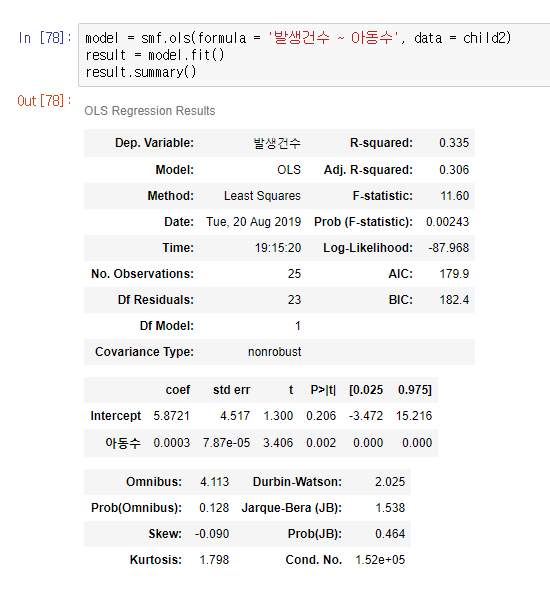 In [78]: model = smf.ols(formula = '발생건수 ~ 아동수', data = child2)
result = model.fit()
result.summary()
Out[78]: OLS Regression Results
Dep. Variable: 발생건수 R-squared: 0.335
Model: OLS Adj. R-squared: 0.306
Method: Least Squares F-statistic: 11.60
Date: Tue, 20 Aug 2019 Prob (F-statistic): 0.00243
Time: 19:15:20 Log-Likelihood: -87.968
No. Observations: 25 AIC: 179.9
Df Residuals: 23 BIC: 182.4
Df Model: 1
Covariance Type: nonrobust
coef std err t P>|t| [0.025 0.975]
Intercept 5.8721 4.517 1.300 0.206 -3.472 15.216
아동수 0.0003 7.87e-05 3.406 0.002 0.000 0.000
Omnibus: 4.113 Durbin-Watson: 2.025
Prob(Omnibus): 0.128 Jarque-Bera (JB): 1.538
Skew: -0.090 Prob(JB): 0.464
Kurtosis: 1.798 Cond. No. 1.52e+05